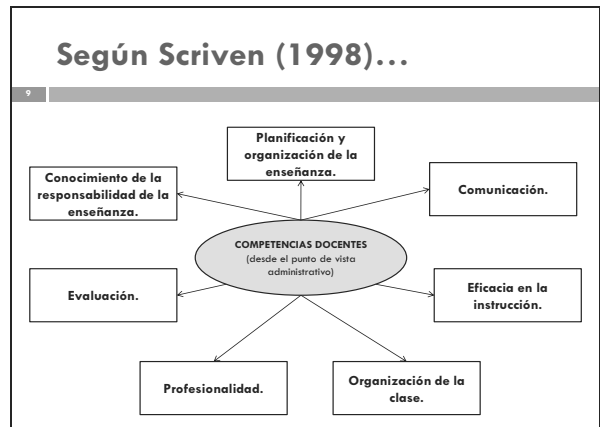 Según Scriven (1998)...
9
Planificación y
organización de la
enseñanza.
Conocimiento de la
responsabilidad de la
enseñanza.
Comunicación.
COMPETENCIAS DOCENTES
(desde el punto de vista
administrativo)
Evaluación.
Eficacia en la
instrucción.
Profesionalidad.
Organización de la
clase.